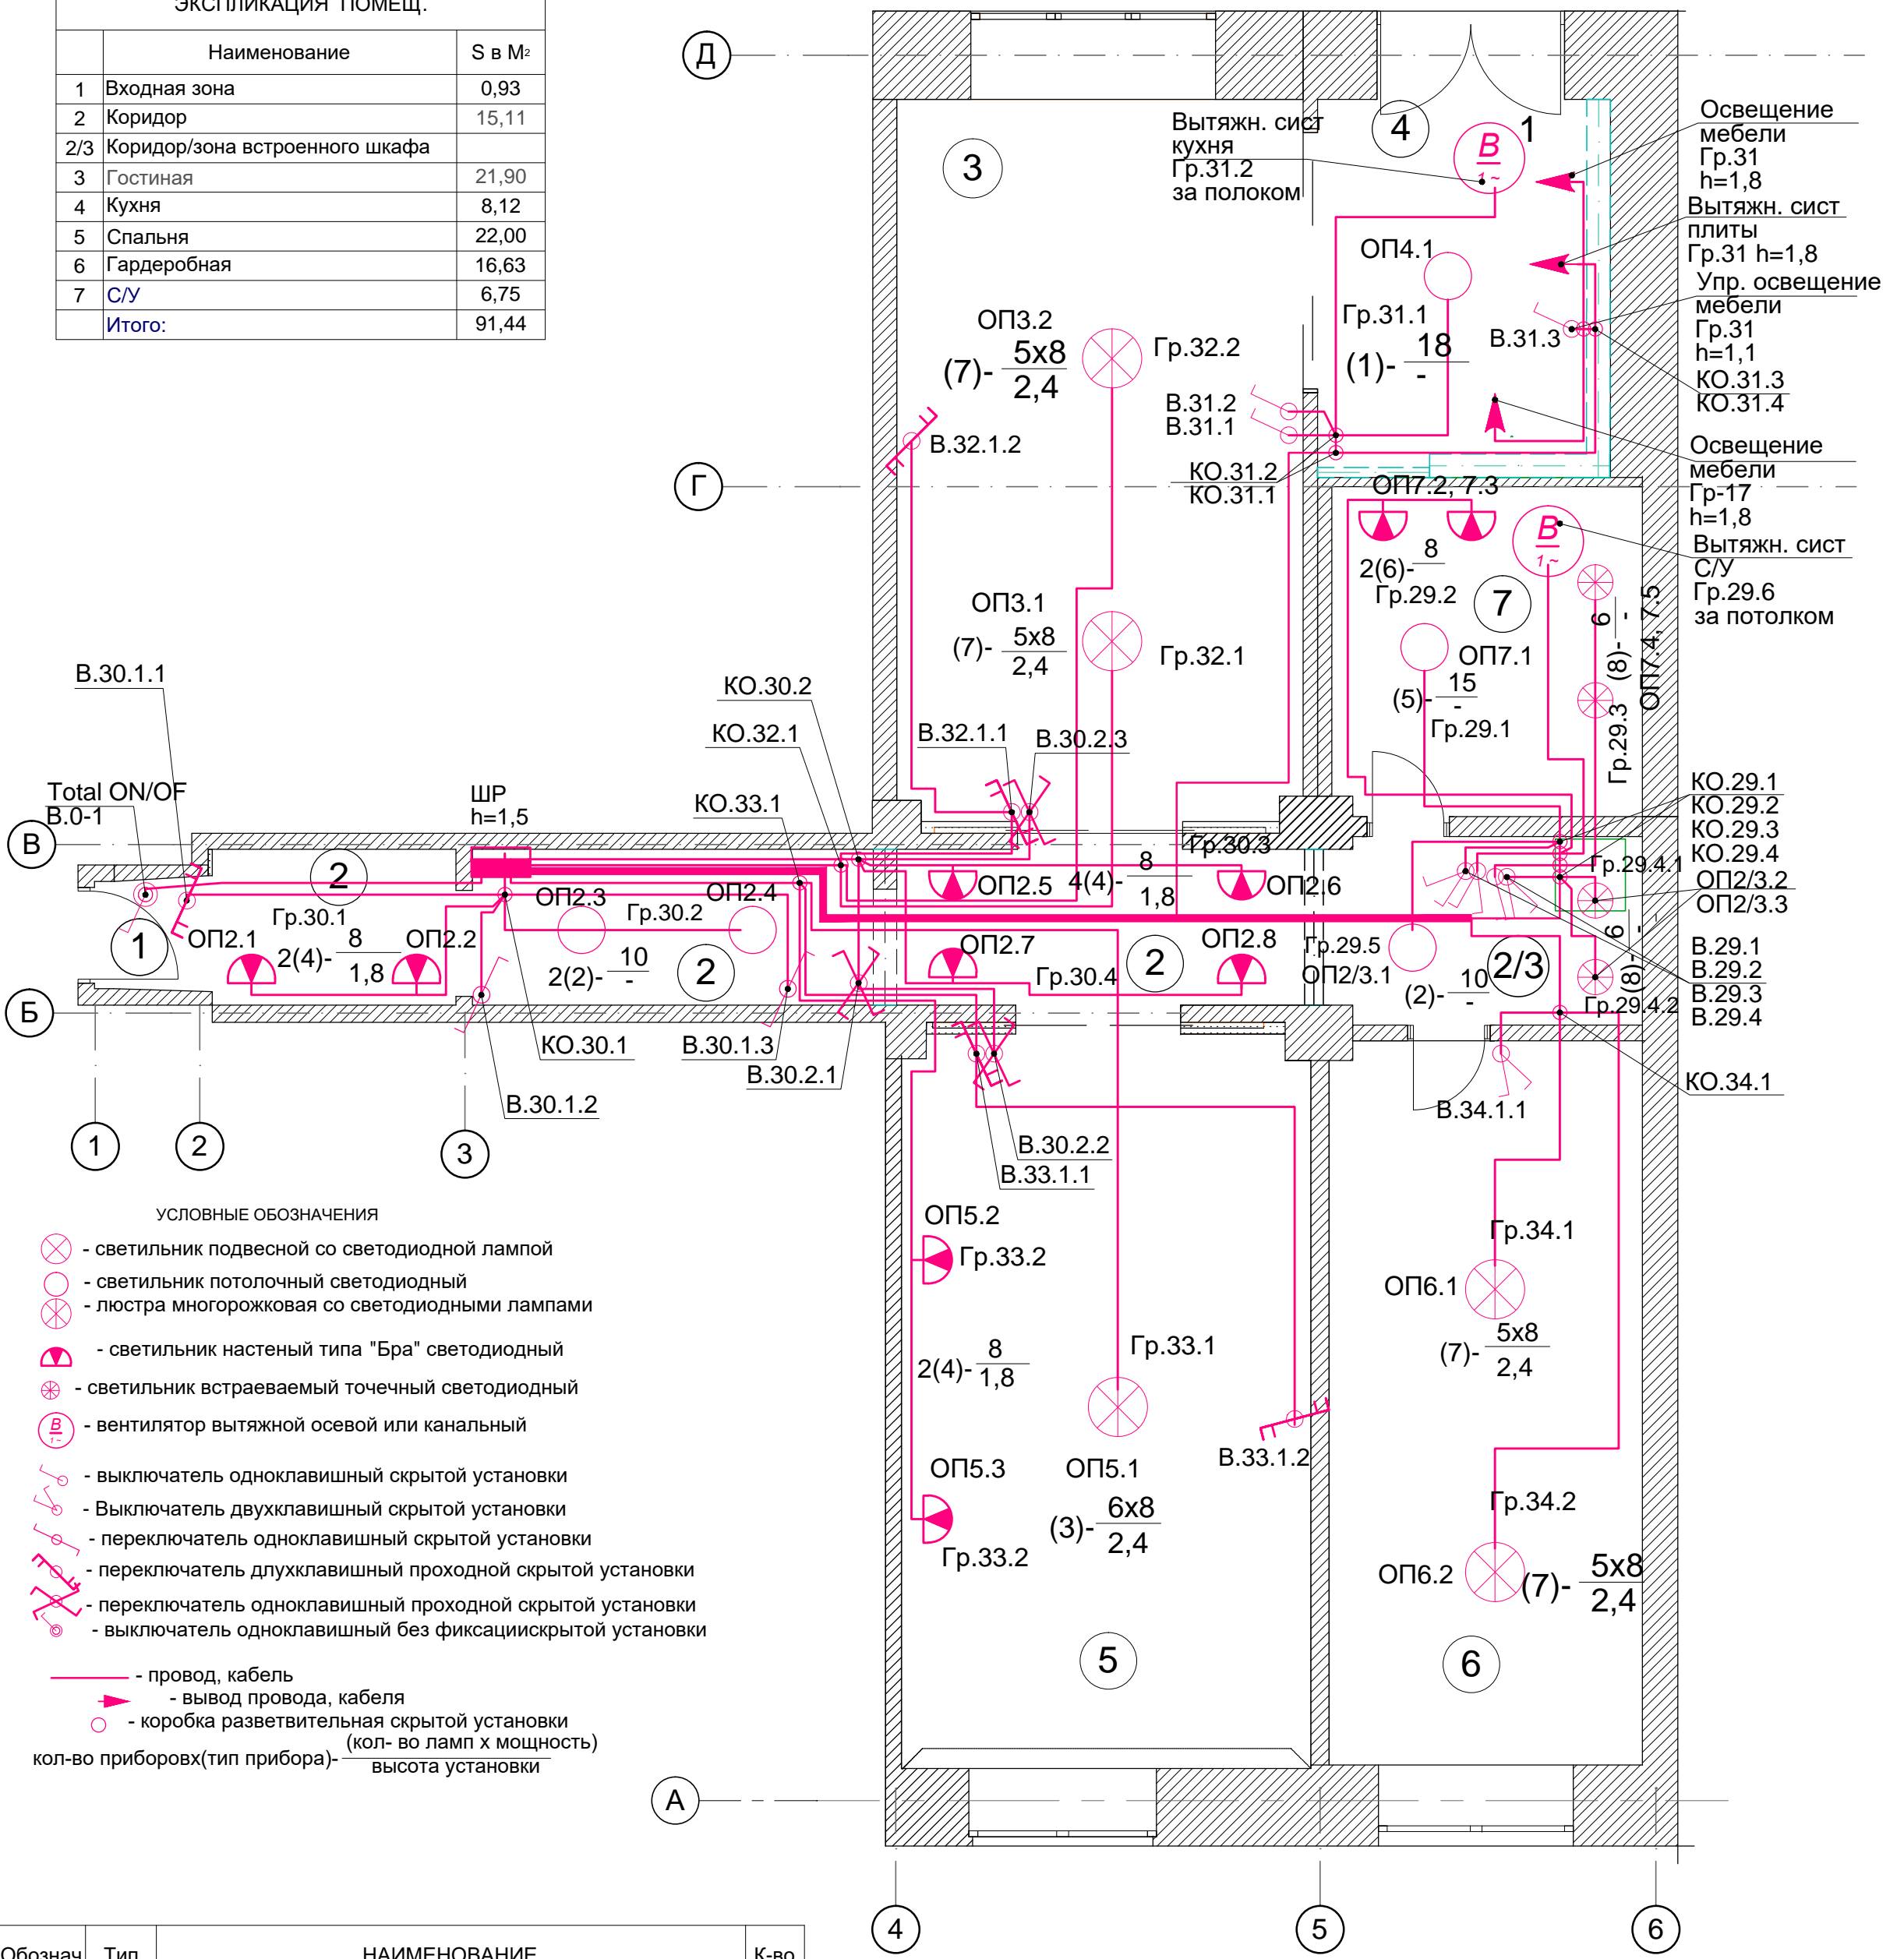 ЭКСПЛИКАЦИЯ ПОМЕЩ.
Наименование S в М²
1 Входная зона 0,93
2 Коридор 15,11
2/3 Коридор/зона встроенного шкафа
3 Гостиная 21,90
4 Кухня 8,12
5 Спальня 22,00
6 Гардеробная 16,63
7 С/У 6,75
Итого: 91,44
Д
3
Вытяжн. сист
кухня
Гр.31.2
за полоком
4
1
В
1~
Освещение
мебели
Гр.31
h=1,8
Вытяжн. сист
плиты
Гр.31 h=1,8
Упр. освещение
мебели
Гр.31
h=1,1
КО.31.3
КО.31.4
Освещение
мебели
Гр-17
h=1,8
Вытяжн. сист
С/У
Гр.29.6
за потолком
ОП4.1
Гр.31.1
(1)- 18
-
В.31.3
ОП3.2
Гр.32.2
(7)- 5х8
2,4
В.31.2
В.31.1
В.32.1.2
КО.31.2
КО.31.1
Г
ОП7.2, 7.3
В
1~
2(6)- 8
Гр.29.2
7
ОП7.1
(5)- 15
-
Гр.29.1
Гр.29.3 (8)- 6
-
ОП7.4, 7.5
ОП3.1
(7)- 5х8
2,4
Гр.32.1
В.30.1.1
КО.30.2
КО.32.1
В.32.1.1
В.30.2.3
КО.33.1
Total ON/OF
В.0-1
ШР
h=1,5
В
КО.29.1
КО.29.2
КО.29.3
КО.29.4
ОП2/3.2
ОП2/3.3
В.29.1
В.29.2
В.29.3
В.29.4
2
Гр.30.1
ОП2.3
Гр.30.2
ОП2.4
ОП2.5
4(4)- 8
1,8
Гр.30.3
ОП2.6
Гр.29.4.1
1
ОП2.1
2(4)- 8
1,8
ОП2.2
2(2)- 10
-
2
ОП2.7
Гр.30.4
2
ОП2.8
Гр.29.5
ОП2/3.1
(2)- 10
-
2/3
(8)- 6
-
Гр.29.4.2
Б
КО.30.1
В.30.1.3
В.30.2.1
В.30.1.2
КО.34.1
В.34.1.1
В.30.2.2
В.33.1.1
1
2
3
УСЛОВНЫЕ ОБОЗНАЧЕНИЯ
- светильник подвесной со светодиодной лампой
- светильник потолочный светодиодный
- люстра многорожковая со светодиодными лампами
- светильник настеный типа "Бра" светодиодный
- светильник встраеваемый точечный светодиодный
В
1~
- вентилятор вытяжной осевой или канальный
- выключатель одноклавишный скрытой установки
- Выключатель двухклавишный скрытой установки
- переключатель одноклавишный скрытой установки
- переключатель длухклавишный проходной скрытой установки
- переключатель одноклавишный проходной скрытой установки
- выключатель одноклавишный без фиксациискрытой установки
- провод, кабель
- вывод провода, кабеля
- коробка разветвительная скрытой установки
кол-во приборовх(тип прибора)- (кол- во ламп х мощность)
высота установки
ОП5.2
Гр.33.2
2(4)- 8
1,8
Гр.33.1
ОП5.3
ОП5.1
(3)- 6х8
2,4
Гр.33.2
В.33.1.2
5
Гр.34.1
ОП6.1
(7)- 5х8
2,4
Гр.34.2
ОП6.2
(7)- 5х8
2,4
6
А
4
5
6
Обознач Тип НАИМЕНОВАНИЕ К-во